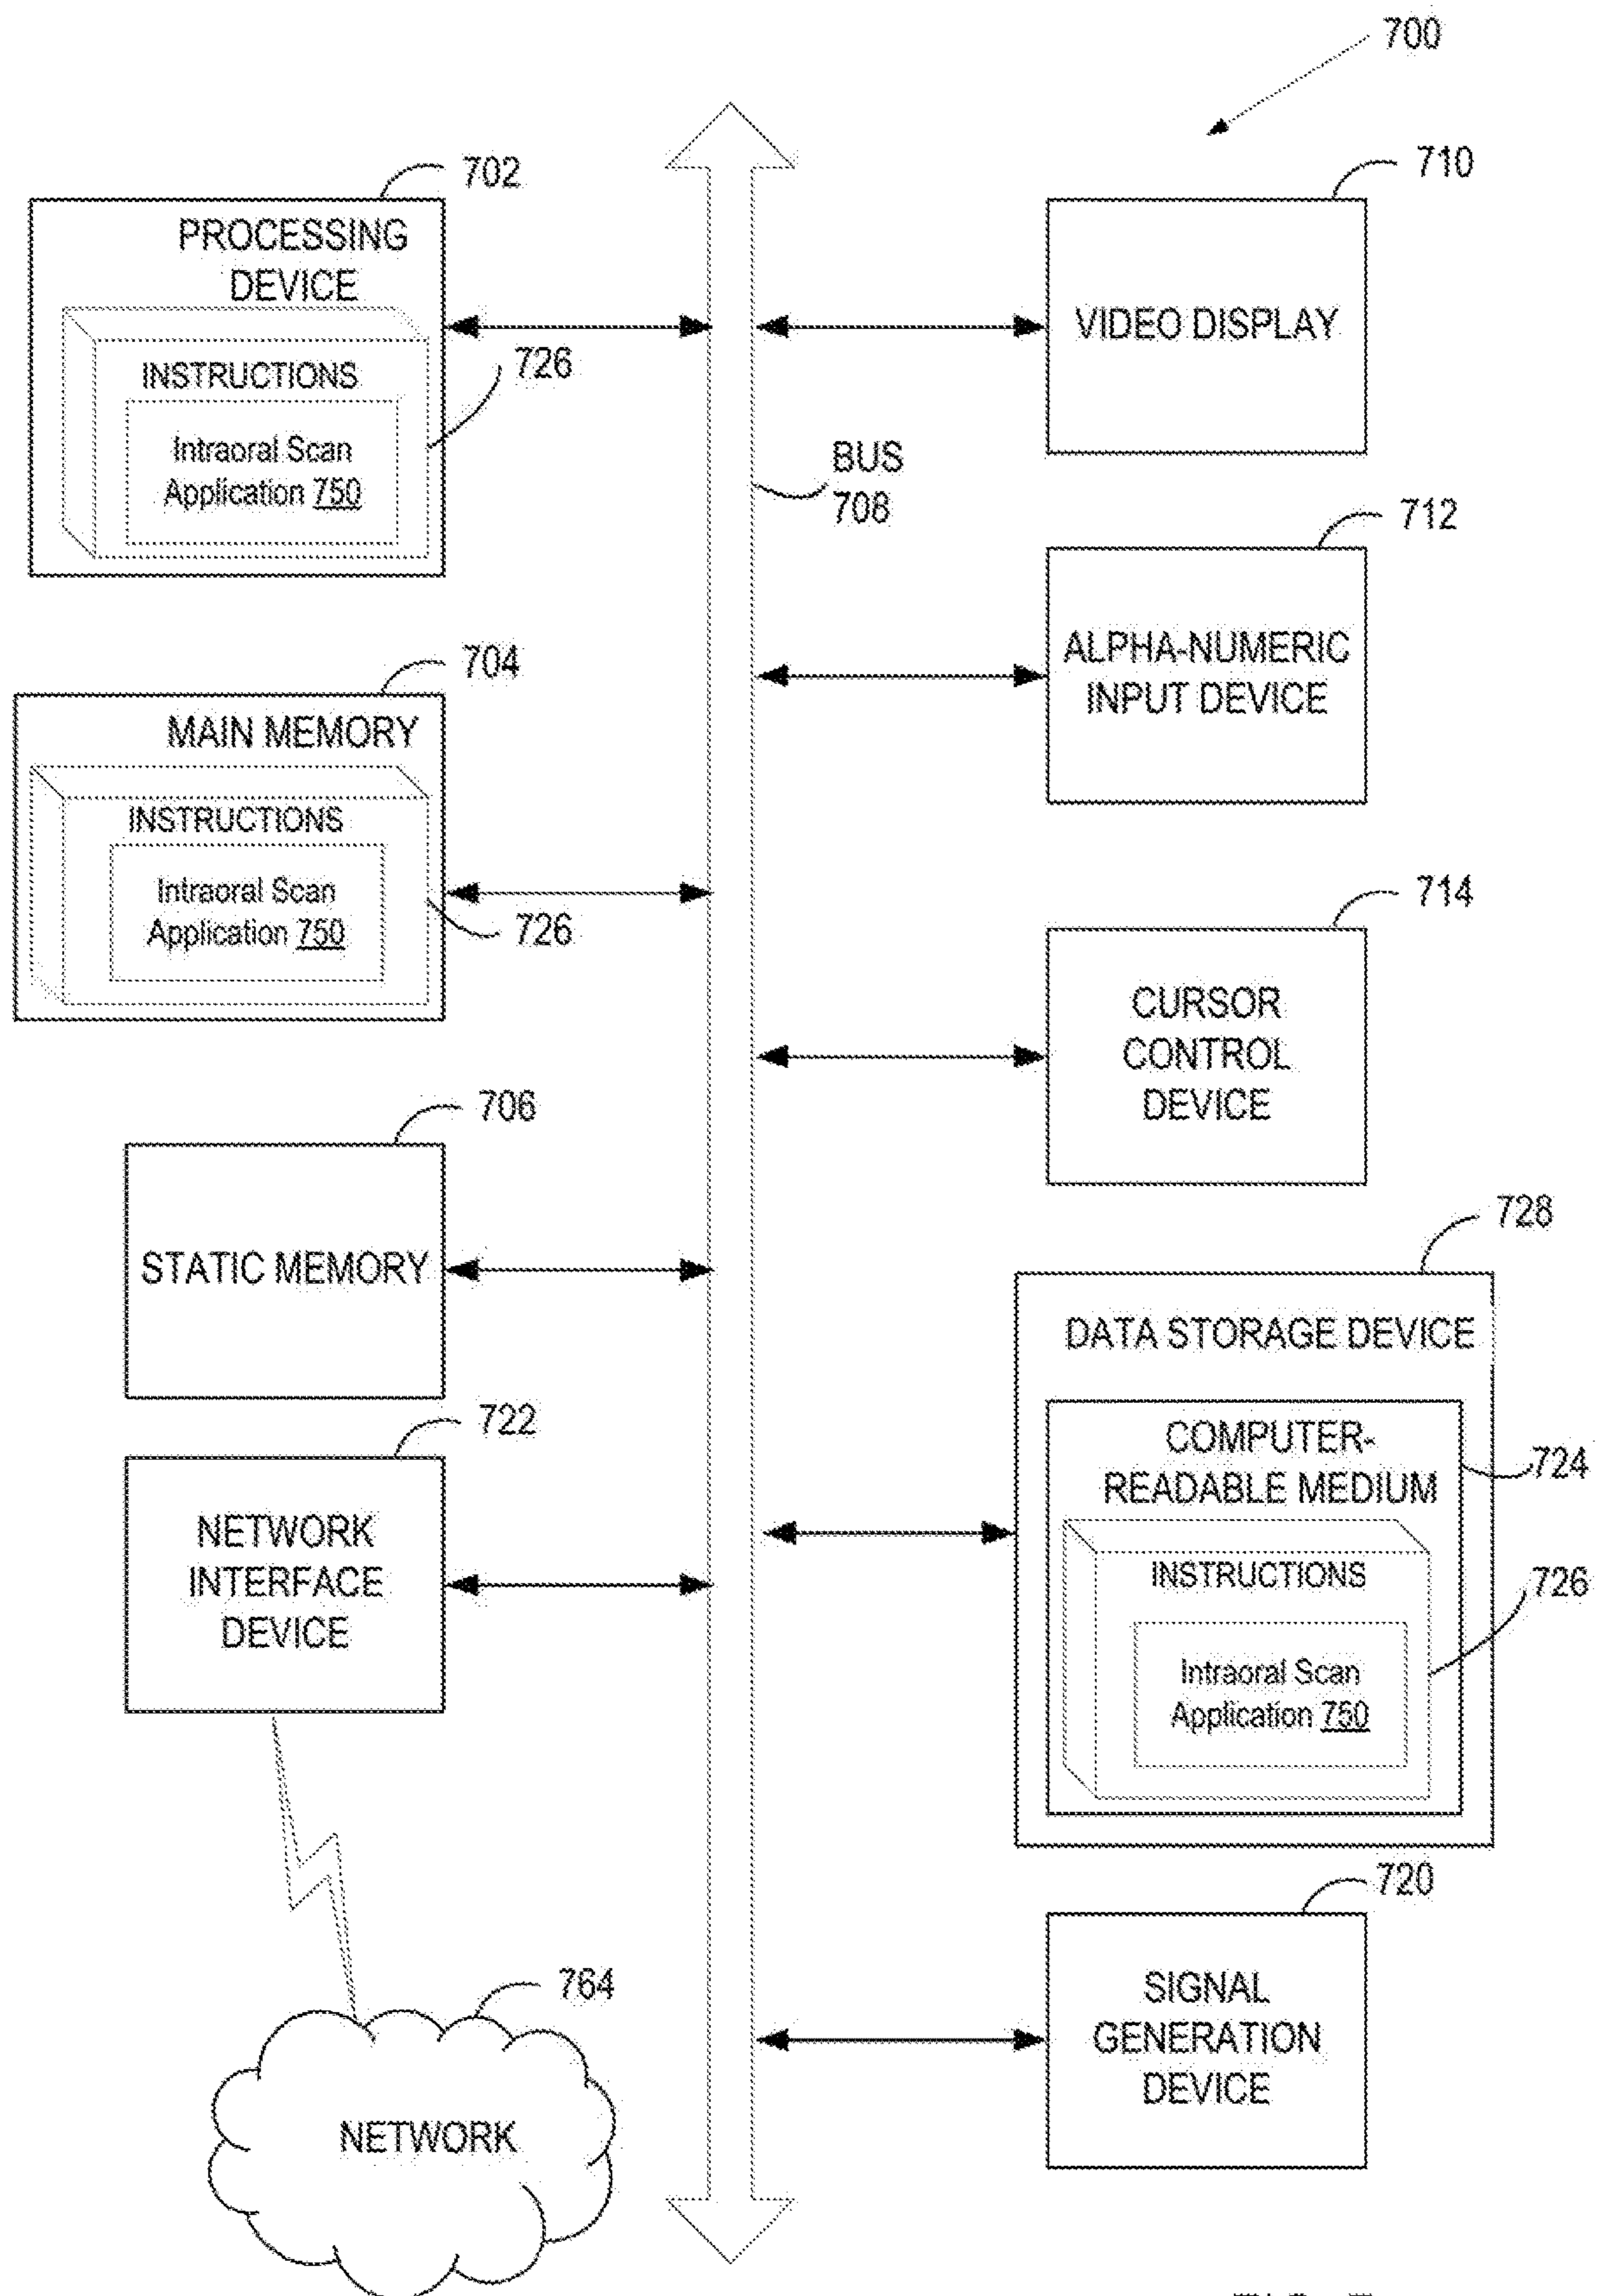 700
702
PROCESSING
DEVICE
INSTRUCTIONS
726
Intraoral Scan
Application 750
704
MAIN MEMORY
INSTRUCTIONS
Intraoral Scan
Application 750
726
706
STATIC MEMORY
722
NETWORK
INTERFACE
DEVICE
764
NETWORK
BUS
708
710
VIDEO DISPLAY
712
ALPHA-NUMERIC
INPUT DEVICE
714
CURSOR
CONTROL
DEVICE
728
DATA STORAGE DEVICE
COMPUTER-
READABLE MEDIUM
724
INSTRUCTIONS
726
Intraoral Scan
Application 750
720
SIGNAL
GENERATION
DEVICE